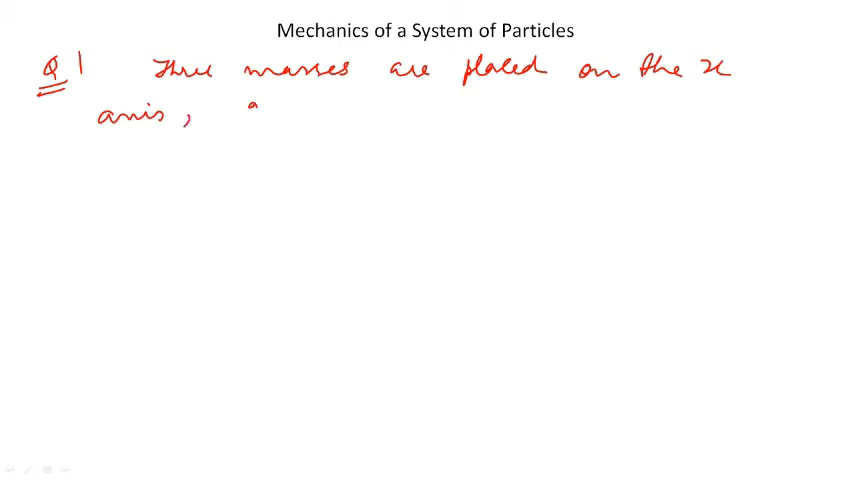 Mechanics of a System of Particles
Q1 Three masses are placed on the x
axis,